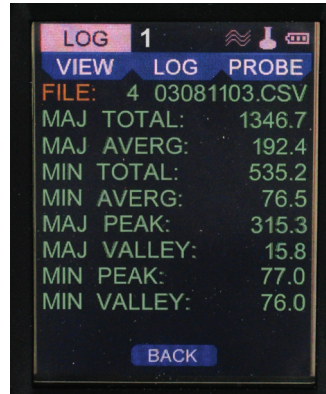 LOG 1
VIEW LOG PROBE
FILE: 4 03081103.CSV
MAJ TOTAL: 1346.7
MAJ AVERG: 192.4
MIN TOTAL: 535.2
MIN AVERG: 76.5
MAJ PEAK: 315.3
MAJ VALLEY: 15.8
MIN PEAK: 77.0
MIN VALLEY: 76.0
BACK